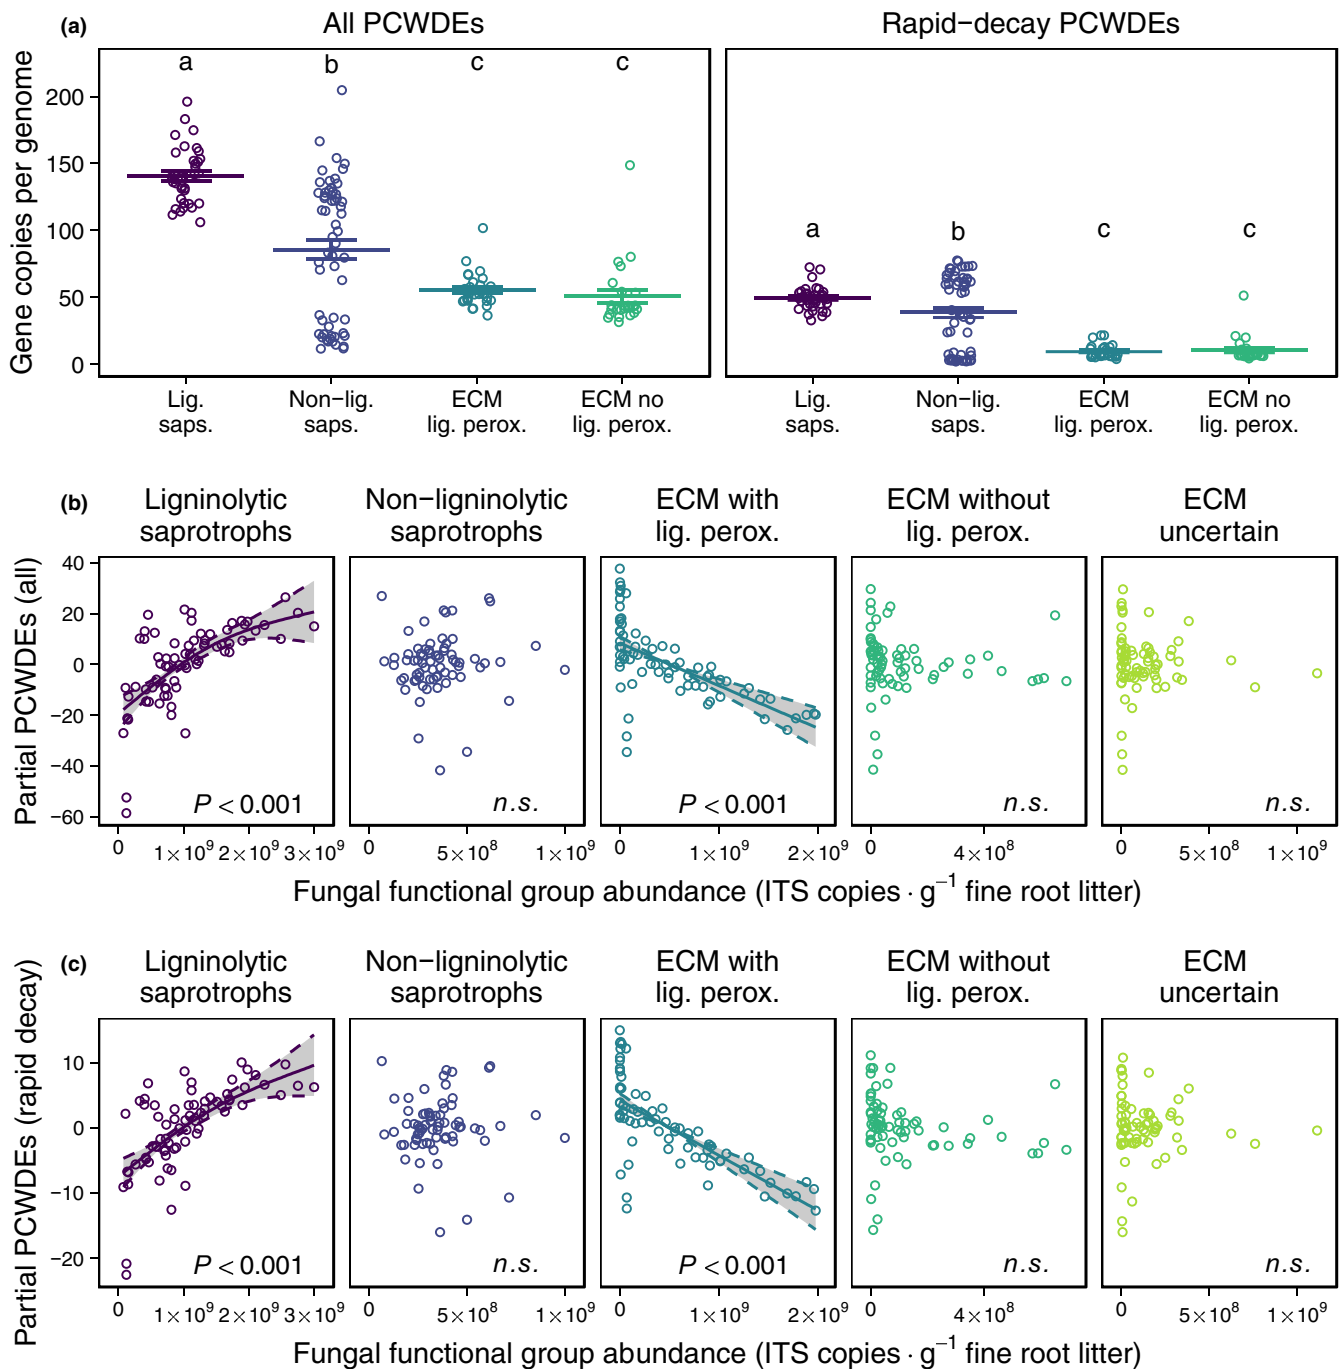 (a) All PCWDEs Rapid−decay PCWDEs
Gene copies per genome
200
150
100
50
0
a b c c
a b c c
Lig. saps. Non−lig. saps. ECM lig. perox. ECM no lig. perox.
Lig. saps. Non−lig. saps. ECM lig. perox. ECM no lig. perox.
(b) Ligninolytic saprotrophs Non−ligninolytic saprotrophs ECM with lig. perox. ECM without lig. perox. ECM uncertain
Partial PCWDEs (all)
40
20
0
−20
−40
−60
P < 0.001 n.s. P < 0.001 n.s. n.s.
0 1×10⁹ 2×10⁹ 3×10⁹ 0 5×10⁸ 1×10⁹ 0 1×10⁹ 2×10⁹ 0 4×10⁸ 0 5×10⁸ 1×10⁹
Fungal functional group abundance (ITS copies · g⁻¹ fine root litter)
(c) Ligninolytic saprotrophs Non−ligninolytic saprotrophs ECM with lig. perox. ECM without lig. perox. ECM uncertain
Partial PCWDEs (rapid decay)
10
0
−10
−20
P < 0.001 n.s. P < 0.001 n.s. n.s.
0 1×10⁹ 2×10⁹ 3×10⁹ 0 5×10⁸ 1×10⁹ 0 1×10⁹ 2×10⁹ 0 4×10⁸ 0 5×10⁸ 1×10⁹
Fungal functional group abundance (ITS copies · g⁻¹ fine root litter)